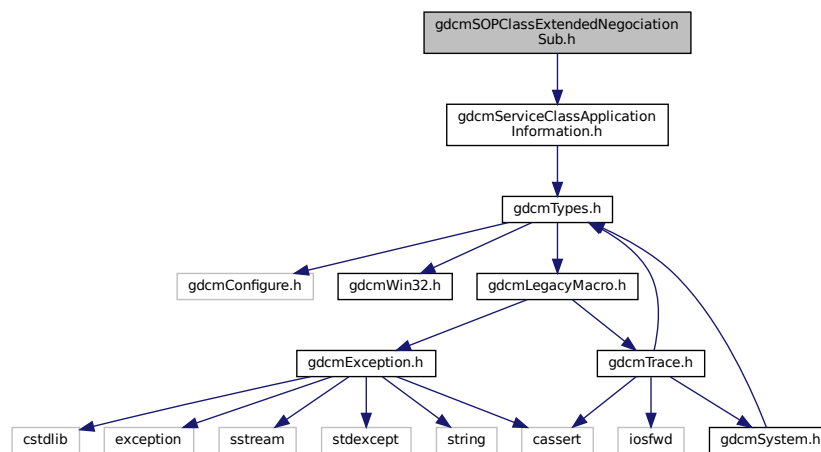 gdcmSOPClassExtendedNegociation
Sub.h
gdcmServiceClassApplication
Information.h
gdcmTypes.h
gdcmConfigure.h
gdcmWin32.h
gdcmLegacyMacro.h
gdcmException.h
gdcmTrace.h
cstdlib
exception
sstream
stdexcept
string
cassert
iosfwd
gdcmSystem.h